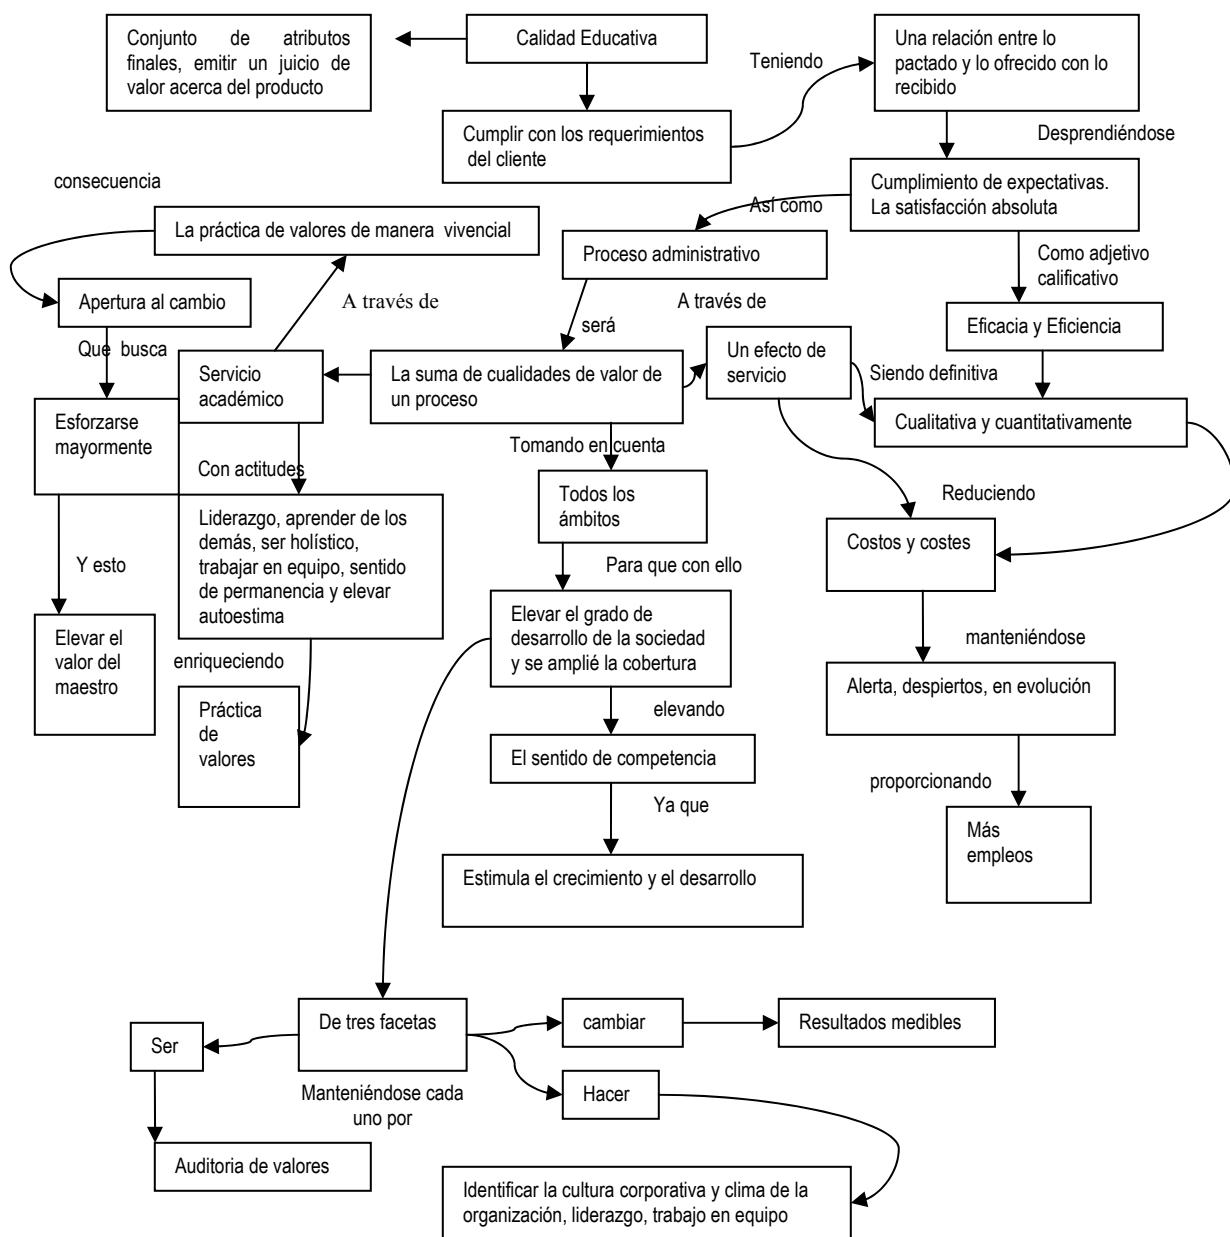 Conjunto de atributos
finales, emitir un juicio de
valor acerca del producto
Calidad Educativa
Teniendo
Una relación entre lo
pactado y lo ofrecido con lo
recibido
Cumplir con los requerimientos
del cliente
Desprendiéndose
consecuencia
Cumplimiento de expectativas.
La satisfacción absoluta
Así como
La práctica de valores de manera vivencial
Proceso administrativo
Como adjetivo
calificativo
Apertura al cambio
A través de
A través de
será
Eficacia y Eficiencia
Que busca
Servicio
académico
La suma de cualidades de valor de
un proceso
Un efecto de
servicio
Siendo definitiva
Esforzarse
mayormente
Cualitativa y cuantitativamente
Tomando en cuenta
Con actitudes
Todos los
ámbitos
Reduciendo
Liderazgo, aprender de los
demás, ser holístico,
trabajar en equipo, sentido
de permanencia y elevar
autoestima
Costos y costes
Y esto
Para que con ello
Elevar el
valor del
maestro
Elevar el grado de
desarrollo de la sociedad
y se amplié la cobertura
manteniéndose
enriqueciendo
Alerta, despiertos, en evolución
Práctica
de
valores
elevando
El sentido de competencia
proporcionando
Ya que
Más
empleos
Estimula el crecimiento y el desarrollo
De tres facetas
cambiar
Resultados medibles
Ser
Manteniéndose cada
uno por
Hacer
Auditoria de valores
Identificar la cultura corporativa y clima de la
organización, liderazgo, trabajo en equipo